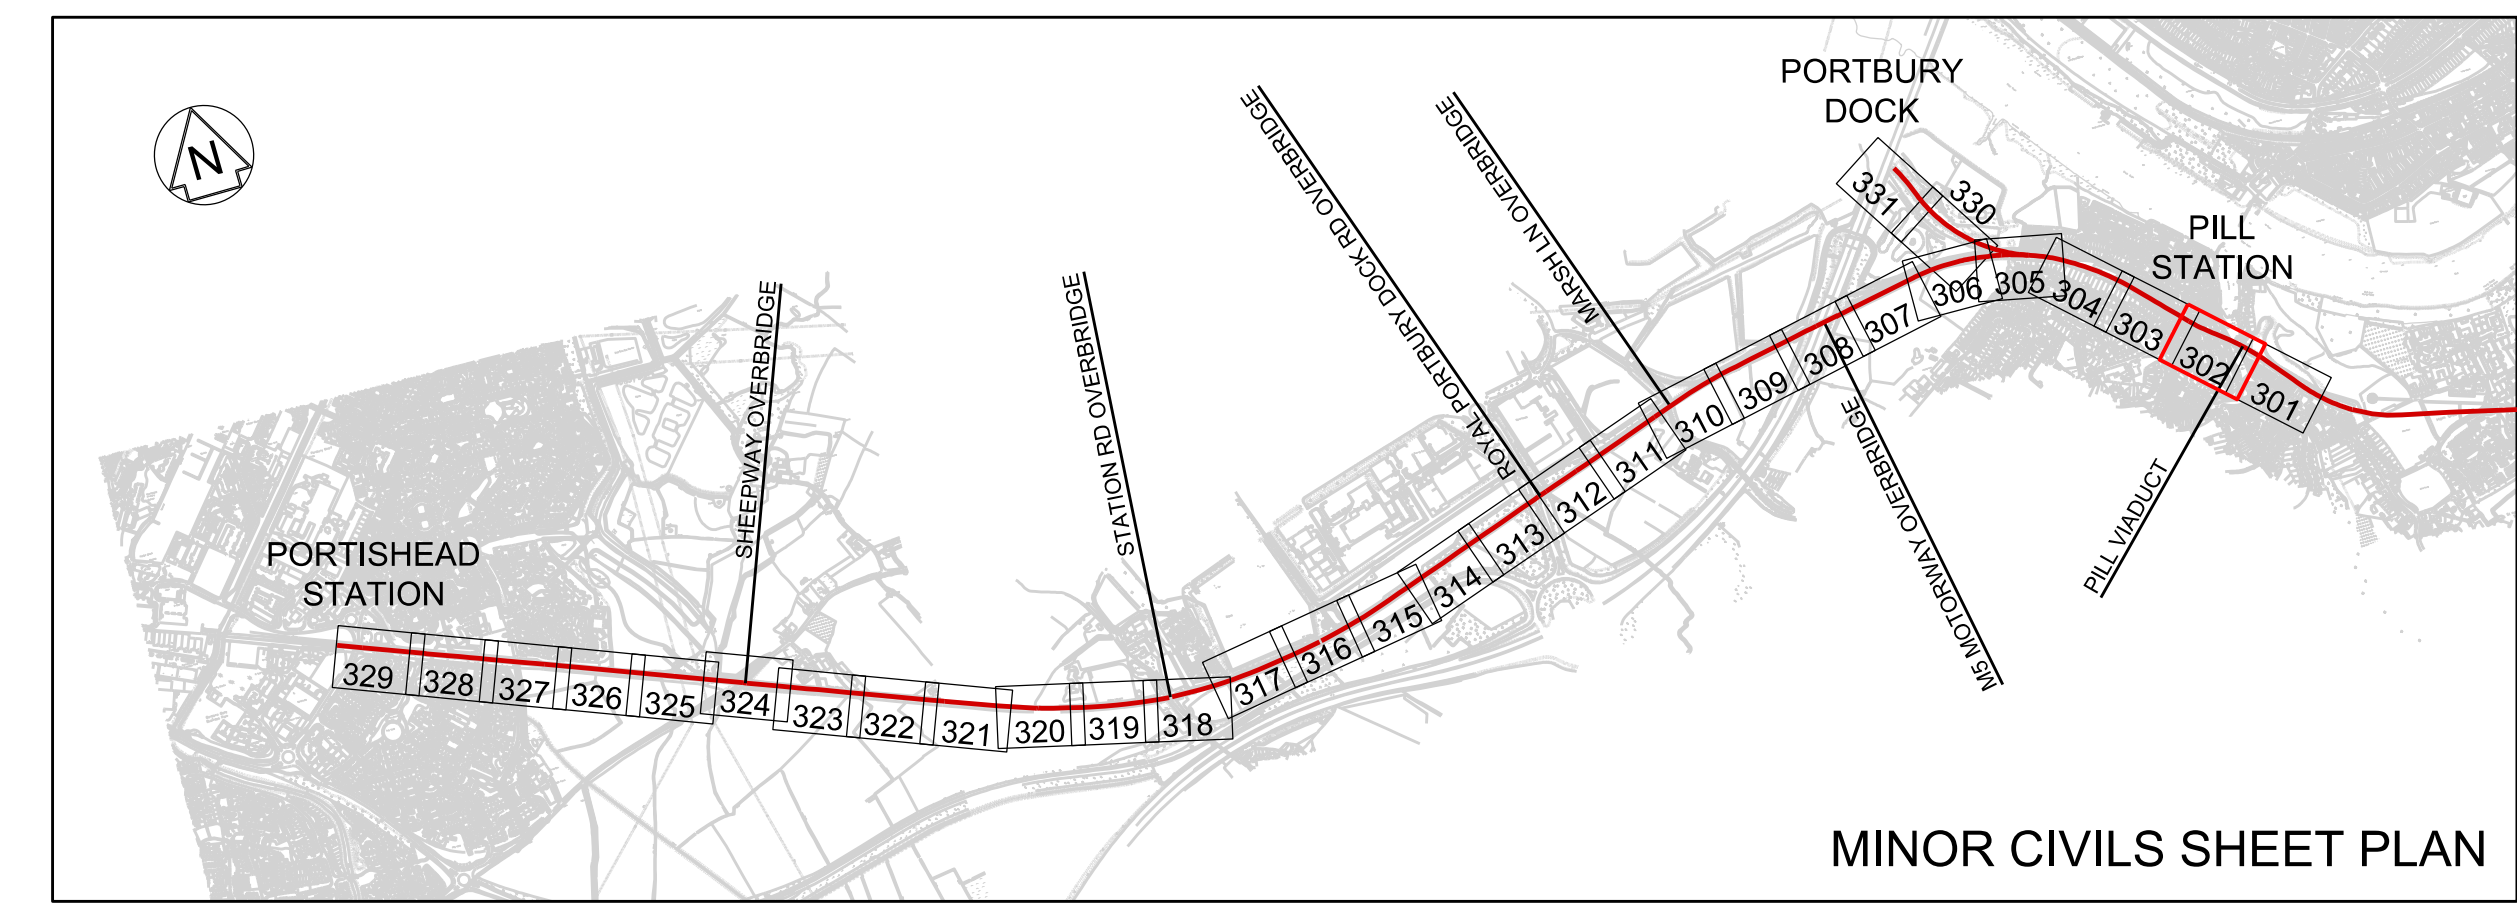 N
PORTBURY
DOCK
PILL
STATION
ROYAL PORTBURY DOCK RD OVERBRIDGE
MARSH LN OVERBRIDGE
SHEEPWAY OVERBRIDGE
STATION RD OVERBRIDGE
M5 MOTORWAY OVERBRIDGE
PILL VIADUCT
PORTISHEAD
STATION
329
328
327
326
325
324
323
322
321
320
319
318
317
316
315
314
313
312
311
310
309
308
307
306
305
304
303
302
301
331
330
MINOR CIVILS SHEET PLAN